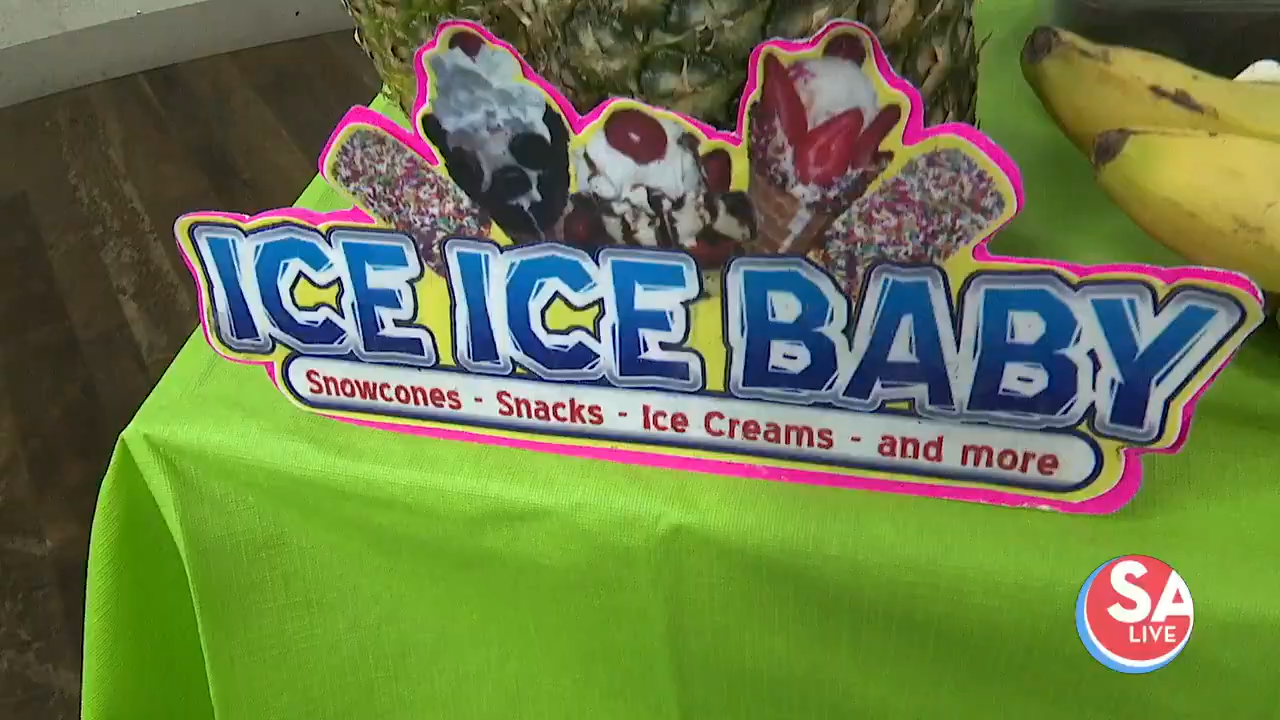 ICE ICE BABY
Snowcones - Snacks - Ice Creams - and more
SA
LIVE